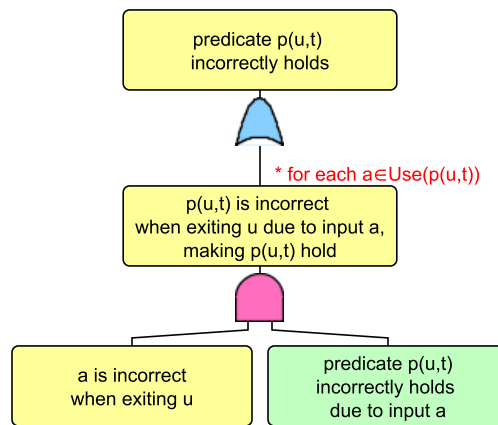 predicate p(u,t)
incorrectly holds
* for each a∈Use(p(u,t))
p(u,t) is incorrect
when exiting u due to input a,
making p(u,t) hold
a is incorrect
when exiting u
predicate p(u,t)
incorrectly holds
due to input a